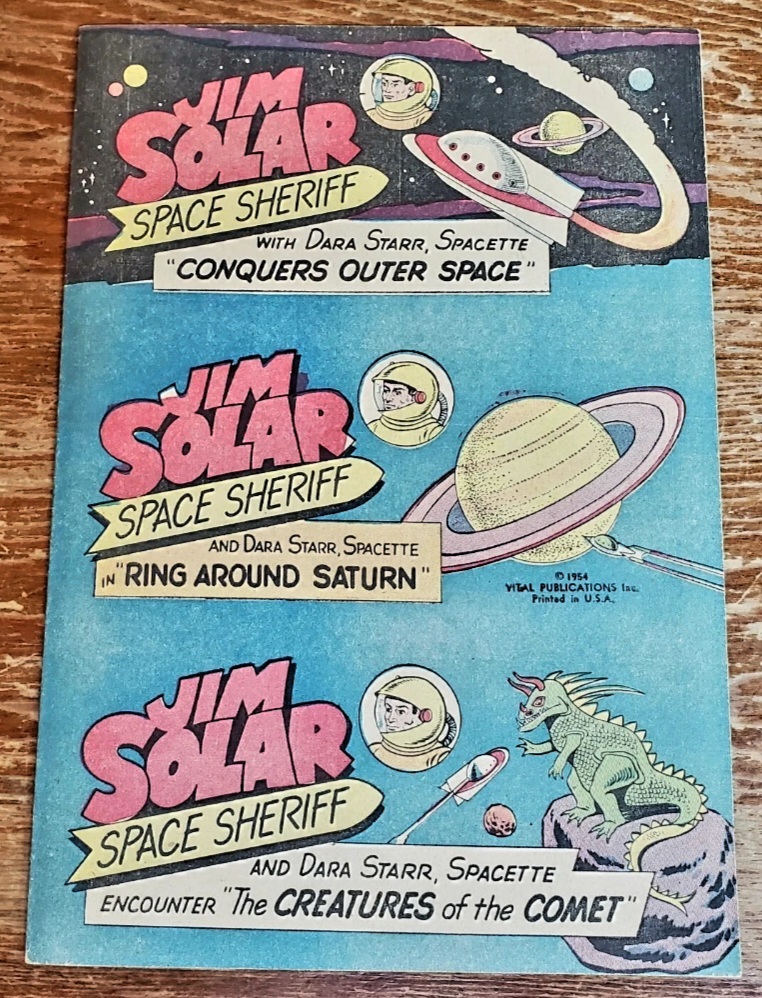 JIM
SOLAR
SPACE SHERIFF
WITH DARA STARR, SPACETTE
"CONQUERS OUTER SPACE"
JIM
SOLAR
SPACE SHERIFF
AND DARA STARR, SPACETTE
IN "RING AROUND SATURN"
© 1954
VITAL PUBLICATIONS Inc.
Printed in U.S.A.
JIM
SOLAR
SPACE SHERIFF
AND DARA STARR, SPACETTE
ENCOUNTER "The CREATURES of the COMET"